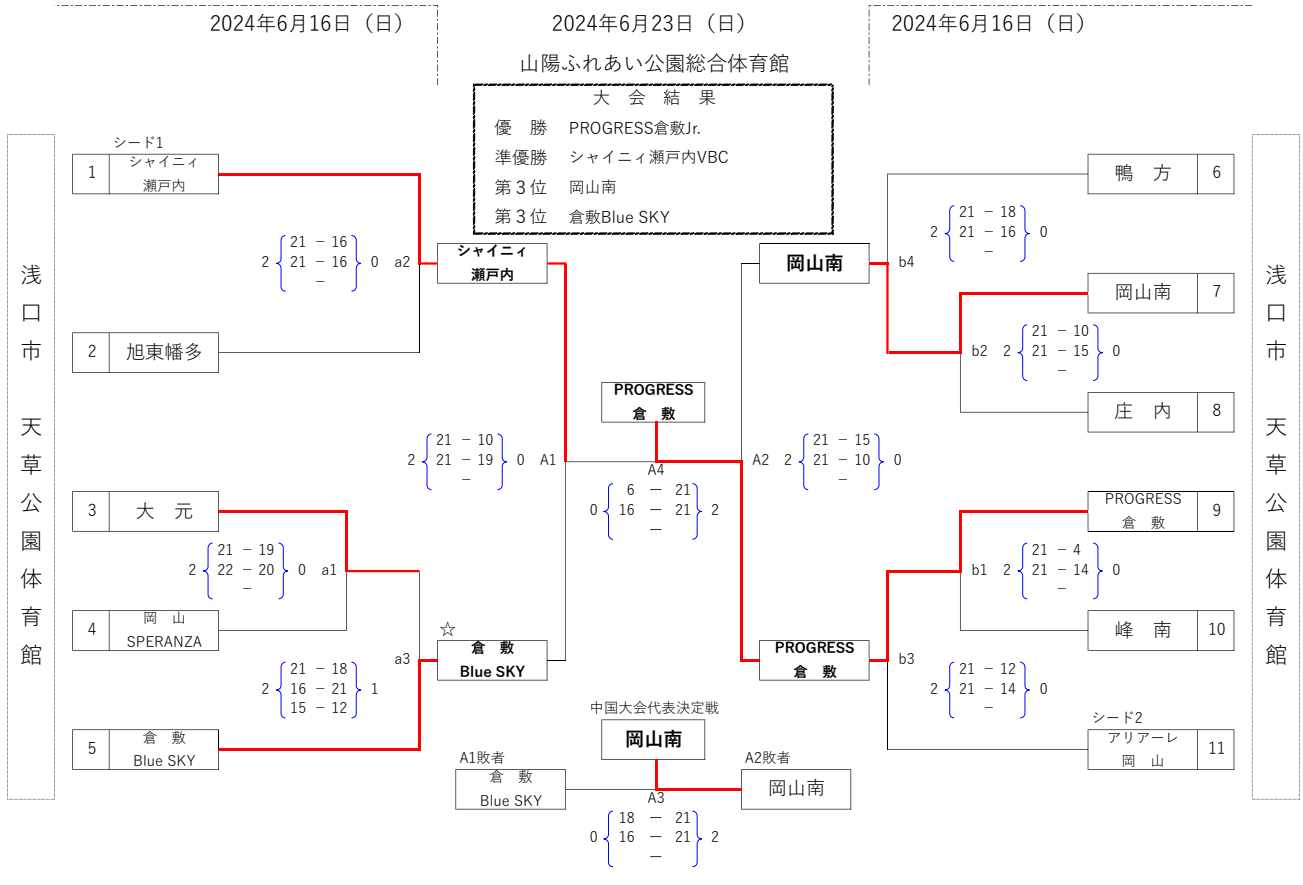 2024年6月16日（日）
2024年6月23日（日）
2024年6月16日（日）
山陽ふれあい公園総合体育館
大　会　結　果
優　勝　PROGRESS倉敷Jr.
準優勝　シャイニィ瀬戸内VBC
第３位　岡山南
第３位　倉敷Blue SKY
浅口市　天草公園体育館
シード1
1
シャイニィ
瀬戸内
21 － 16
2 21 － 16 0 a2
－
シャイニィ
瀬戸内
2 旭東幡多
21 － 10
2 21 － 19 0 A1
－
3 大　元
21 － 19
2 22 － 20 0 a1
－
4
岡　山
SPERANZA
☆
倉　敷
Blue SKY
a3
21 － 18
2 16 － 21 1
15 － 12
5
倉　敷
Blue SKY
PROGRESS
倉　敷
A4
6 － 21
0 16 － 21 2
－
中国大会代表決定戦
岡山南
A1敗者
倉　敷
Blue SKY
A2敗者
岡山南
A3
18 － 21
0 16 － 21 2
－
鴨　方 6
21 － 18
2 21 － 16 0
－
岡山南
b4
岡山南 7
21 － 10
b2 2 21 － 15 0
－
庄　内 8
21 － 15
A2 2 21 － 10 0
－
PROGRESS
倉　敷
9
21 － 4
b1 2 21 － 14 0
－
峰　南 10
PROGRESS
倉　敷
b3
21 － 12
2 21 － 14 0
－
シード2
アリアーレ
岡　山
11
浅口市　天草公園体育館